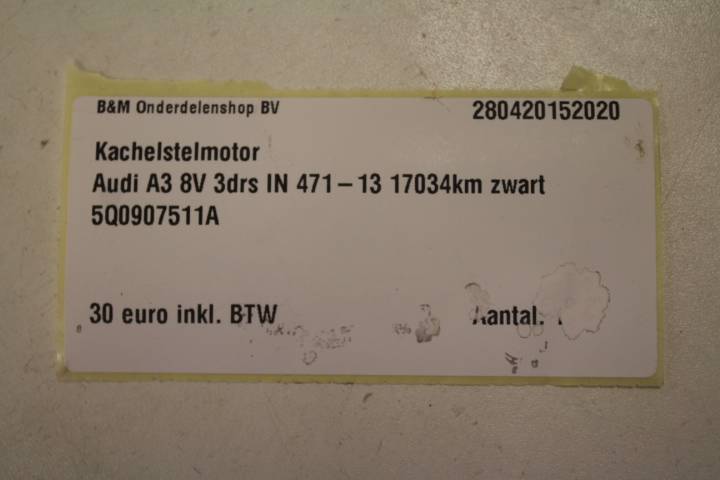 B&M Onderdelenshop BV 280420152020
Kachelstelmotor
Audi A3 8V 3drs IN 471-13 17034km zwart
5Q0907511A
30 euro inkl. BTW Aantal.